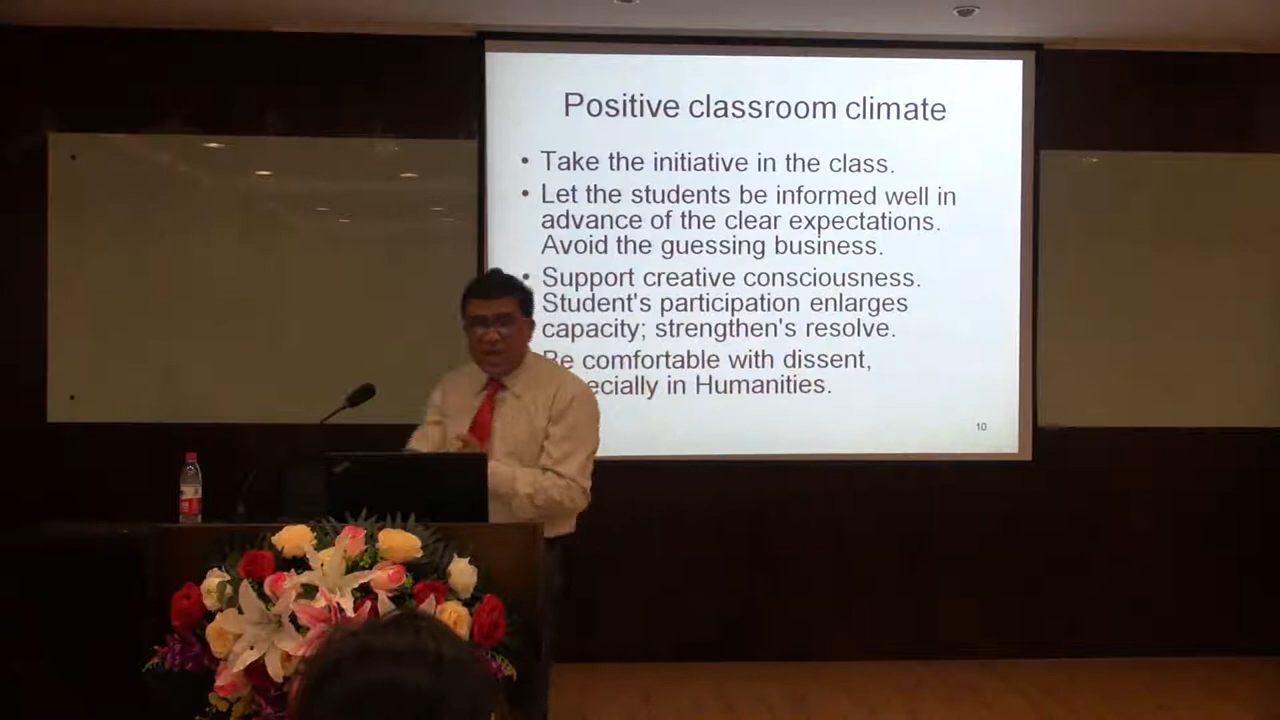 Positive classroom climate
• Take the initiative in the class.
• Let the students be informed well in
advance of the clear expectations.
Avoid the guessing business.
• Support creative consciousness.
Student's participation enlarges
capacity; strengthen's resolve.
Be comfortable with dissent,
ecially in Humanities.
10